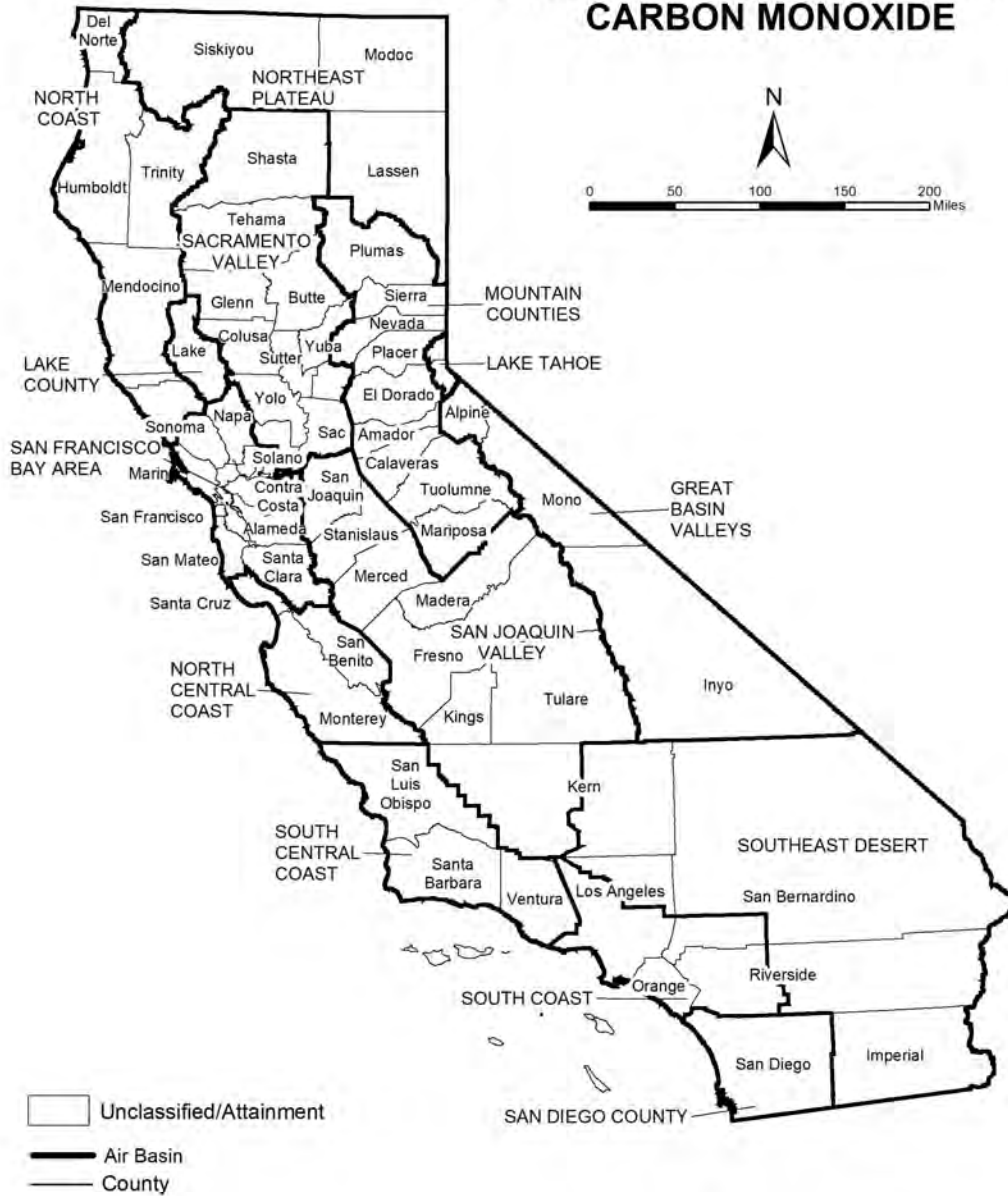 CARBON MONOXIDE
Del
Norte
Siskiyou
Modoc
NORTHEAST
PLATEAU
NORTH
COAST
N
Shasta
Lassen
Trinity
Humboldt
0 50 100 150 200
Miles
Tehama
SACRAMENTO
VALLEY
Plumas
Mendocino
Glenn
Butte
Sierra
MOUNTAIN
COUNTIES
Nevada
Colusa
Sutter
Yuba
Placer
Lake
LAKE
COUNTY
LAKE TAHOE
El Dorado
Yolo
Napa
Alpine
Sonoma
Sac
Amador
SAN FRANCISCO
BAY AREA
Solano
Calaveras
Marin
Contra
Costa
San
Joaquin
Tuolumne
Mono
GREAT
BASIN
VALLEYS
San Francisco
Alameda
Stanislaus
Mariposa
San Mateo
Santa
Clara
Merced
Santa Cruz
Madera
San
Benito
SAN JOAQUIN
VALLEY
Fresno
NORTH
CENTRAL
COAST
Inyo
Tulare
Monterey
Kings
San
Luis
Obispo
Kern
SOUTH
CENTRAL
COAST
SOUTHEAST DESERT
Santa
Barbara
Ventura
Los Angeles
San Bernardino
Riverside
Orange
SOUTH COAST
San Diego
Imperial
SAN DIEGO COUNTY
Unclassified/Attainment
Air Basin
County